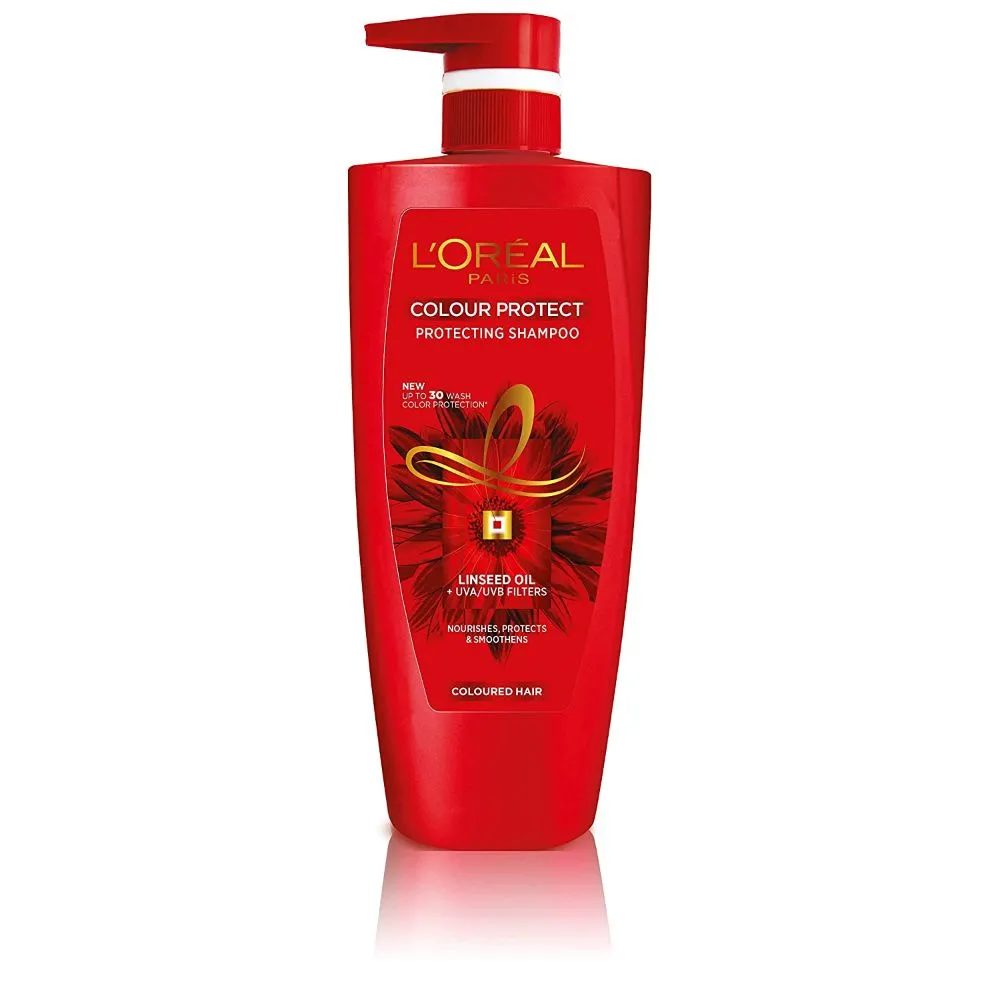 L'ORÉAL
PARiS
COLOUR PROTECT
PROTECTING SHAMPOO
NEW
UP TO 30 WASH
COLOR PROTECTION*
LINSEED OIL
+ UVA/UVB FILTERS
NOURISHES, PROTECTS
& SMOOTHENS
COLOURED HAIR